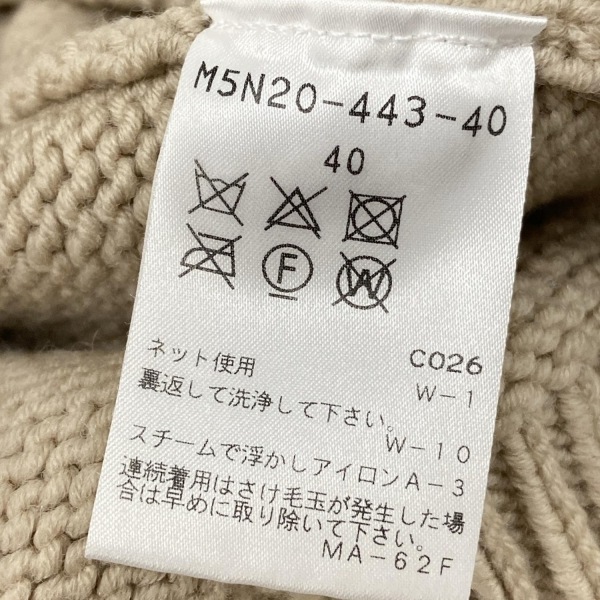 M5N20-443-40
40
F W
ネット使用 C026
W-1
裏返して洗浄して下さい。
W-10
スチームで浮かしアイロンA-3
連続着用はさけ毛玉が発生した場
合は早めに取り除いて下さい。
MA-62F